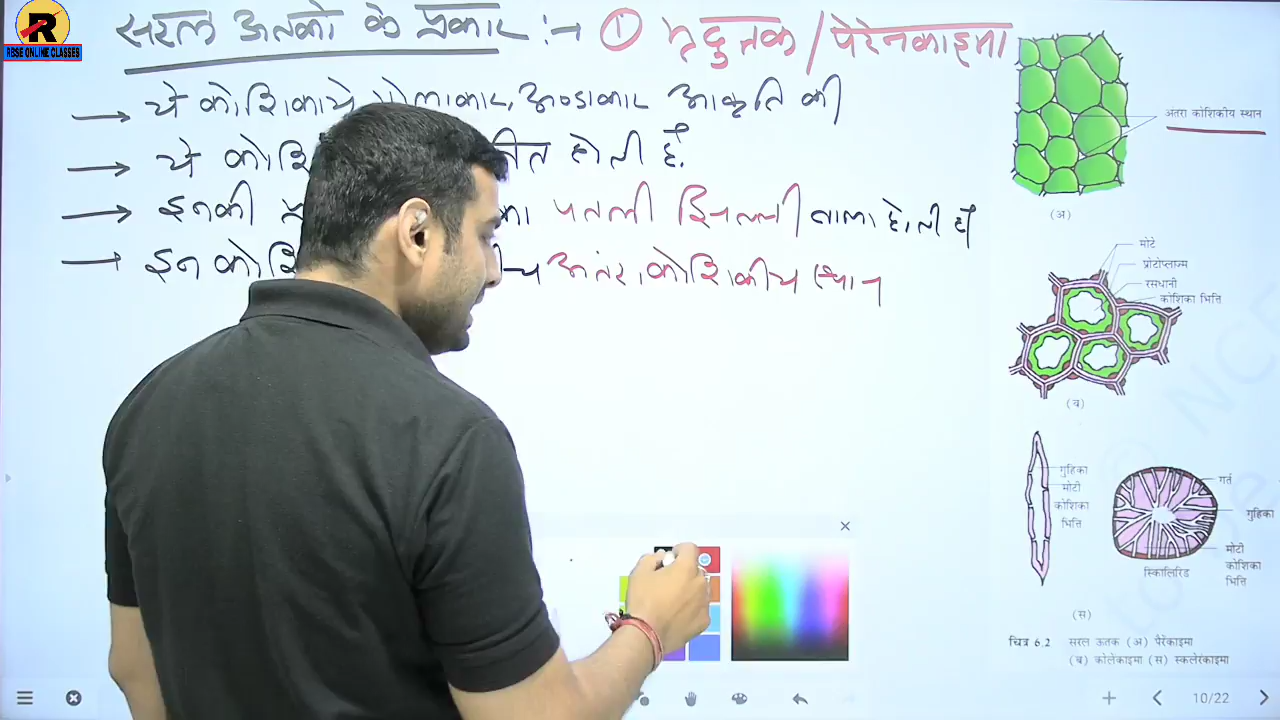 RBSE ONLINE CLASSES
सरल ऊतकों के प्रकार :→ ① मृदुतक / पेरेनकाइमा
→ ये कोशिकायें गोलाकार, अण्डाकार आकृति की
→ ये होती हैं.
→ इनकी का पतली झिल्ली वाला होती हैं
→ इन अंतरा कोशिकीय स्थान
अंतरा कोशिकीय स्थान
(अ)
मोटे
प्रोटोप्लाज्म
रसधानी
कोशिका भित्ति
(ब)
गुहिका
मोटी
कोशिका
भित्ति
गर्त
गुहिका
मोटी
कोशिका
भित्ति
स्किालिरिड
(स)
चित्र 6.2 सरल ऊतक (अ) पैरेंकाइमा
(ब) कोलेंकाइमा (स) स्कलेरंकाइमा
10/22